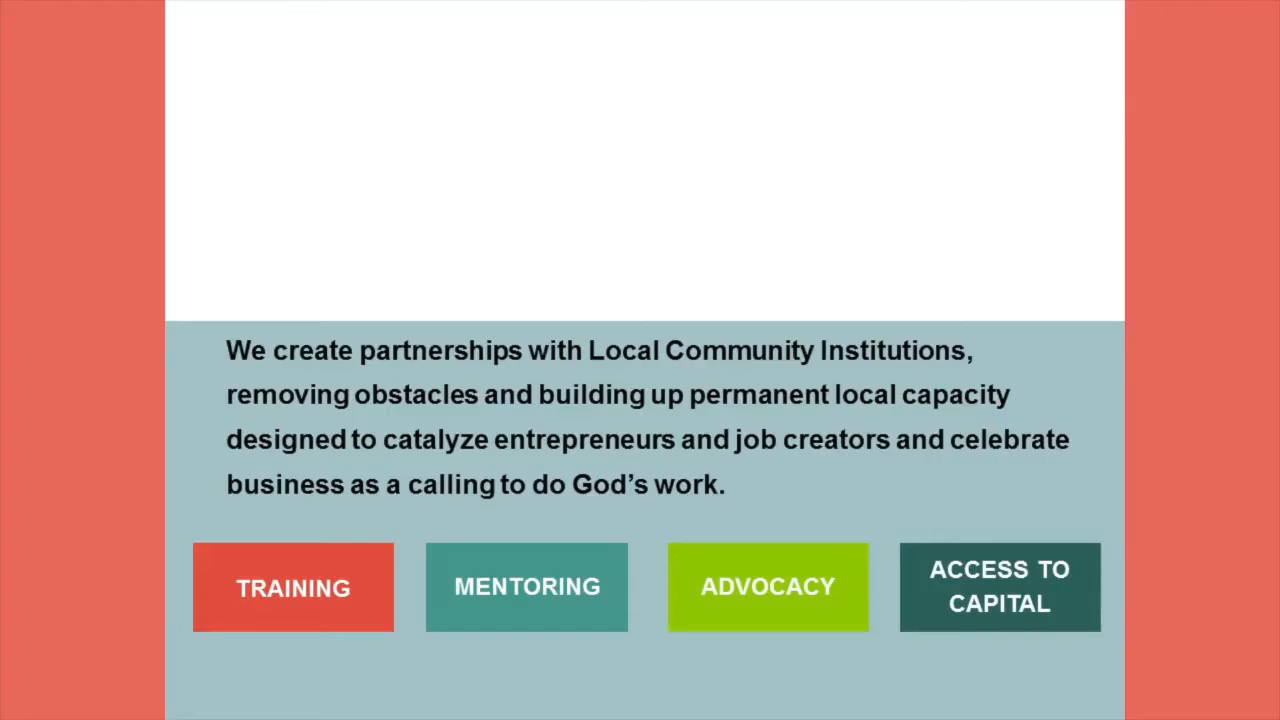 We create partnerships with Local Community Institutions,
removing obstacles and building up permanent local capacity
designed to catalyze entrepreneurs and job creators and celebrate
business as a calling to do God’s work.
TRAINING
MENTORING
ADVOCACY
ACCESS TO
CAPITAL